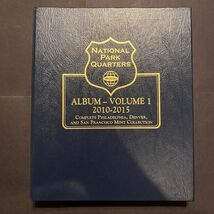 NATIONAL
PARK
QUARTERS
ALBUM – VOLUME 1
2010-2015
COMPLETE PHILADELPHIA, DENVER,
AND SAN FRANCISCO MINT COLLECTION